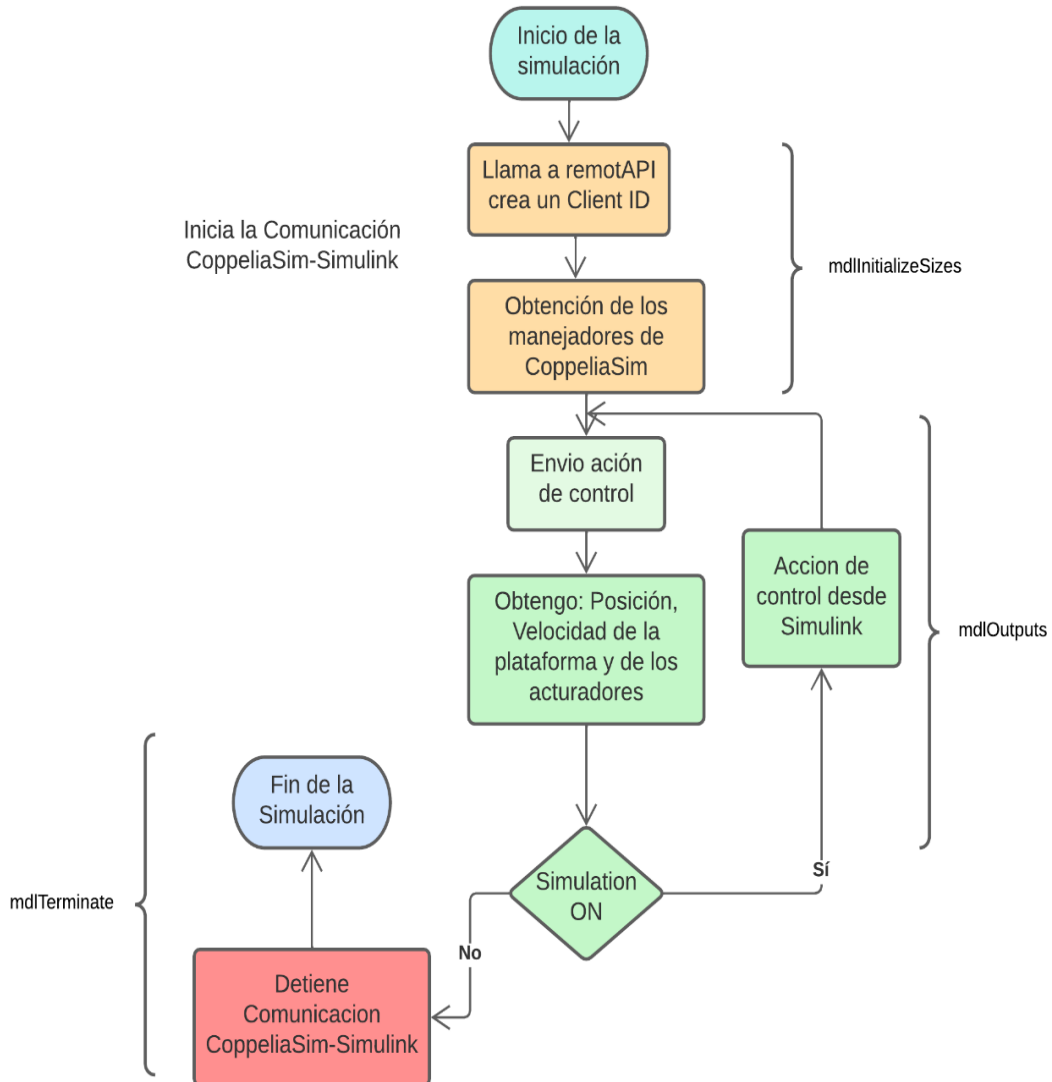 Inicio de la
simulación
Llama a remotAPI
crea un Client ID
Inicia la Comunicación
CoppeliaSim-Simulink
mdlInitializeSizes
Obtención de los
manejadores de
CoppeliaSim
Envio ación
de control
Accion de
control desde
Simulink
Obtengo: Posición,
Velocidad de la
plataforma y de los
acturadores
mdlOutputs
Fin de la
Simulación
Simulation
ON
Sí
mdlTerminate
No
Detiene
Comunicacion
CoppeliaSim-Simulink